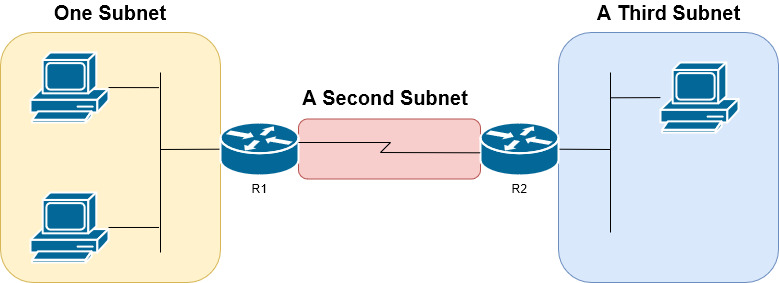 One Subnet
A Third Subnet
A Second Subnet
R1
R2